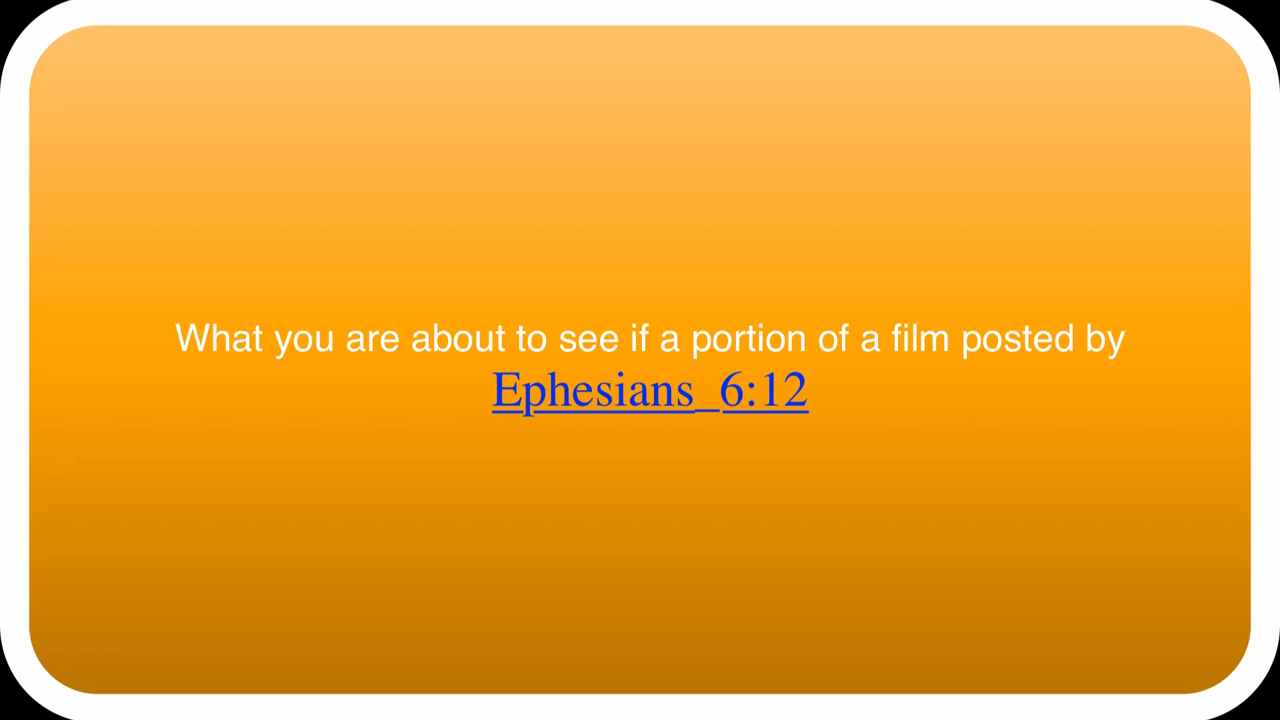 What you are about to see if a portion of a film posted by
Ephesians_6:12